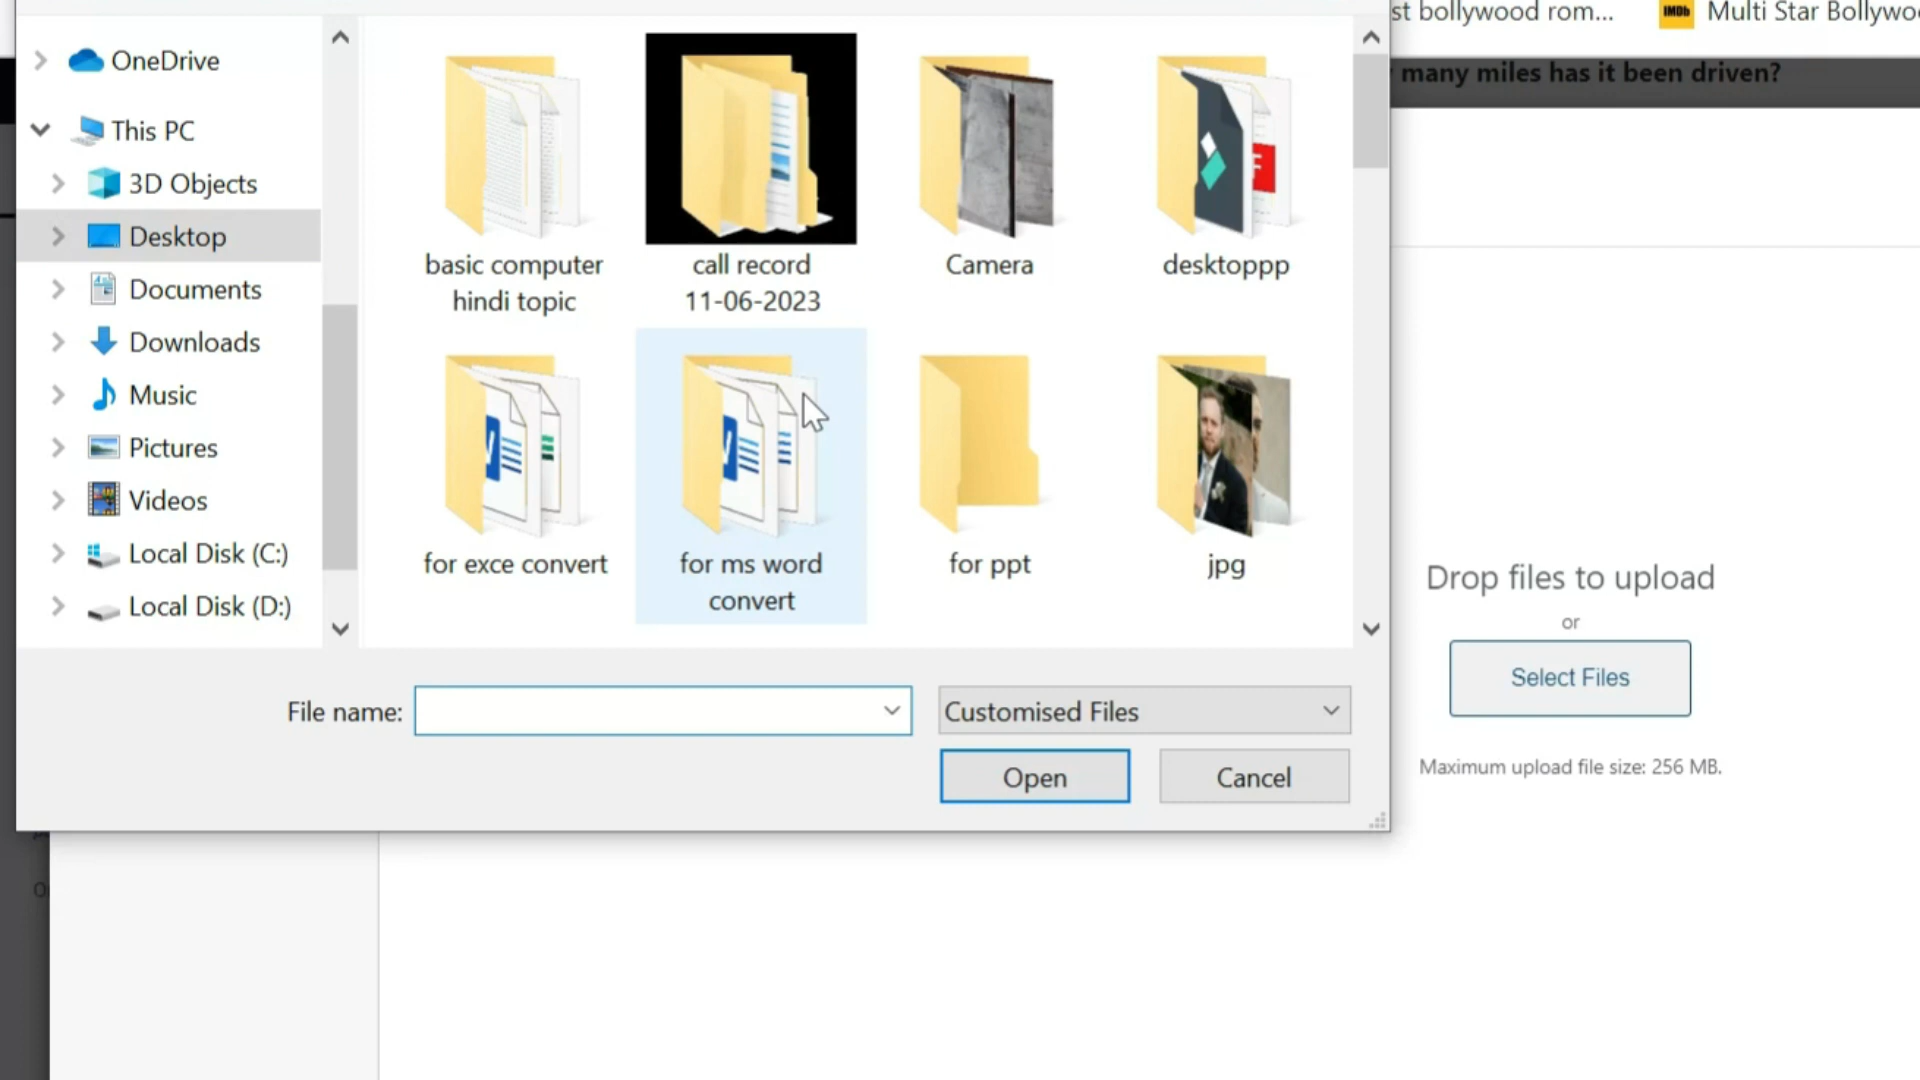 st bollywood rom...
IMDb
Multi Star Bollywo
many miles has it been driven?
OneDrive
This PC
3D Objects
Desktop
Documents
Downloads
Music
Pictures
Videos
Local Disk (C:)
Local Disk (D:)
basic computer
hindi topic
call record
11-06-2023
Camera
desktoppp
for exce convert
for ms word
convert
for ppt
jpg
File name:
Customised Files
Open
Cancel
Drop files to upload
or
Select Files
Maximum upload file size: 256 MB.